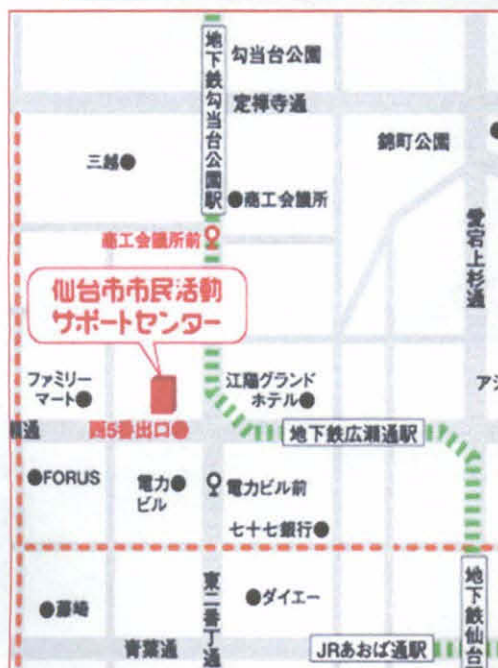 地下鉄勾当台公園駅
勾当台公園
定禅寺通
錦町公園
三越
商工会議所
商工会議所前
愛宕上杉通
仙台市市民活動
サポートセンター
ファミリー
マート
江陽グランド
ホテル
西5番出口
地下鉄広瀬通駅
FORUS
電力
ビル
電力ビル前
七十七銀行
東二番丁通
地下鉄仙台
藤崎
ダイエー
青葉通
JRあおば通駅